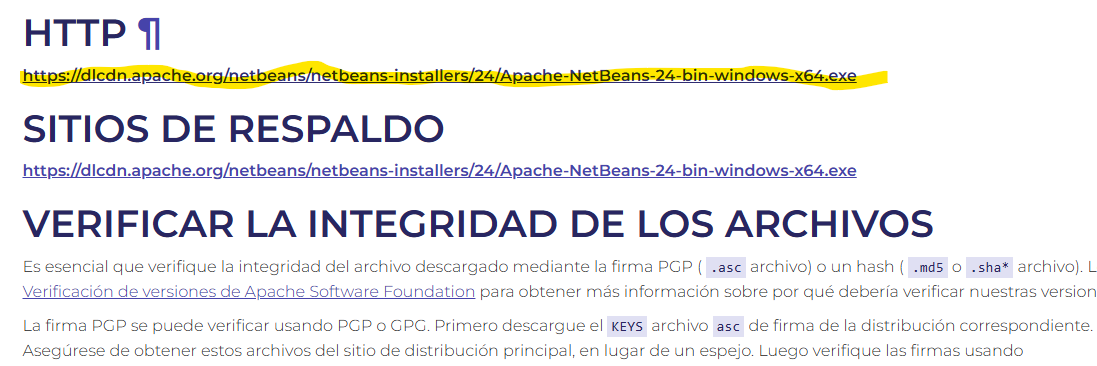 HTTP ¶
https://dlcdn.apache.org/netbeans/netbeans-installers/24/Apache-NetBeans-24-bin-windows-x64.exe
SITIOS DE RESPALDO
https://dlcdn.apache.org/netbeans/netbeans-installers/24/Apache-NetBeans-24-bin-windows-x64.exe
VERIFICAR LA INTEGRIDAD DE LOS ARCHIVOS
Es esencial que verifique la integridad del archivo descargado mediante la firma PGP ( .asc archivo) o un hash ( .md5 o .sha* archivo). L
Verificación de versiones de Apache Software Foundation para obtener más información sobre por qué debería verificar nuestras version
La firma PGP se puede verificar usando PGP o GPG. Primero descargue el KEYS archivo asc de firma de la distribución correspondiente.
Asegúrese de obtener estos archivos del sitio de distribución principal, en lugar de un espejo. Luego verifique las firmas usando